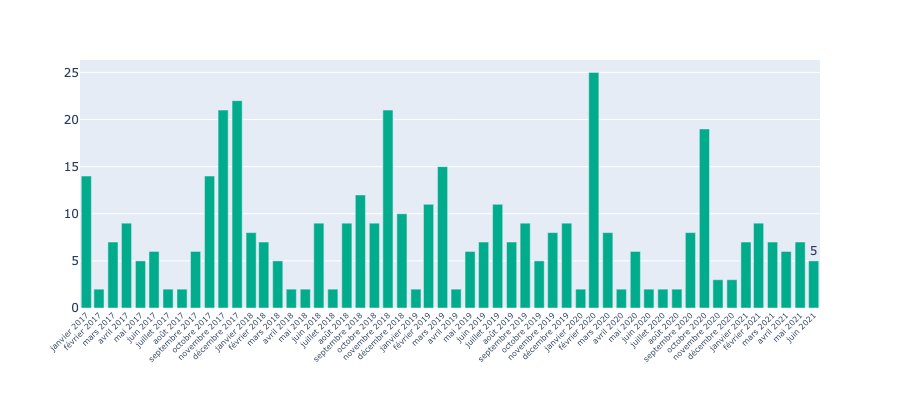 25
20
15
10
5
0
5
janvier 2017
février 2017
mars 2017
avril 2017
mai 2017
juin 2017
juillet 2017
août 2017
septembre 2017
octobre 2017
novembre 2017
décembre 2017
janvier 2018
février 2018
mars 2018
avril 2018
mai 2018
juin 2018
juillet 2018
août 2018
septembre 2018
octobre 2018
novembre 2018
décembre 2018
janvier 2019
février 2019
mars 2019
avril 2019
mai 2019
juin 2019
juillet 2019
août 2019
septembre 2019
octobre 2019
novembre 2019
décembre 2019
janvier 2020
février 2020
mars 2020
avril 2020
mai 2020
juin 2020
juillet 2020
août 2020
septembre 2020
octobre 2020
novembre 2020
décembre 2020
janvier 2021
février 2021
mars 2021
avril 2021
mai 2021
juin 2021